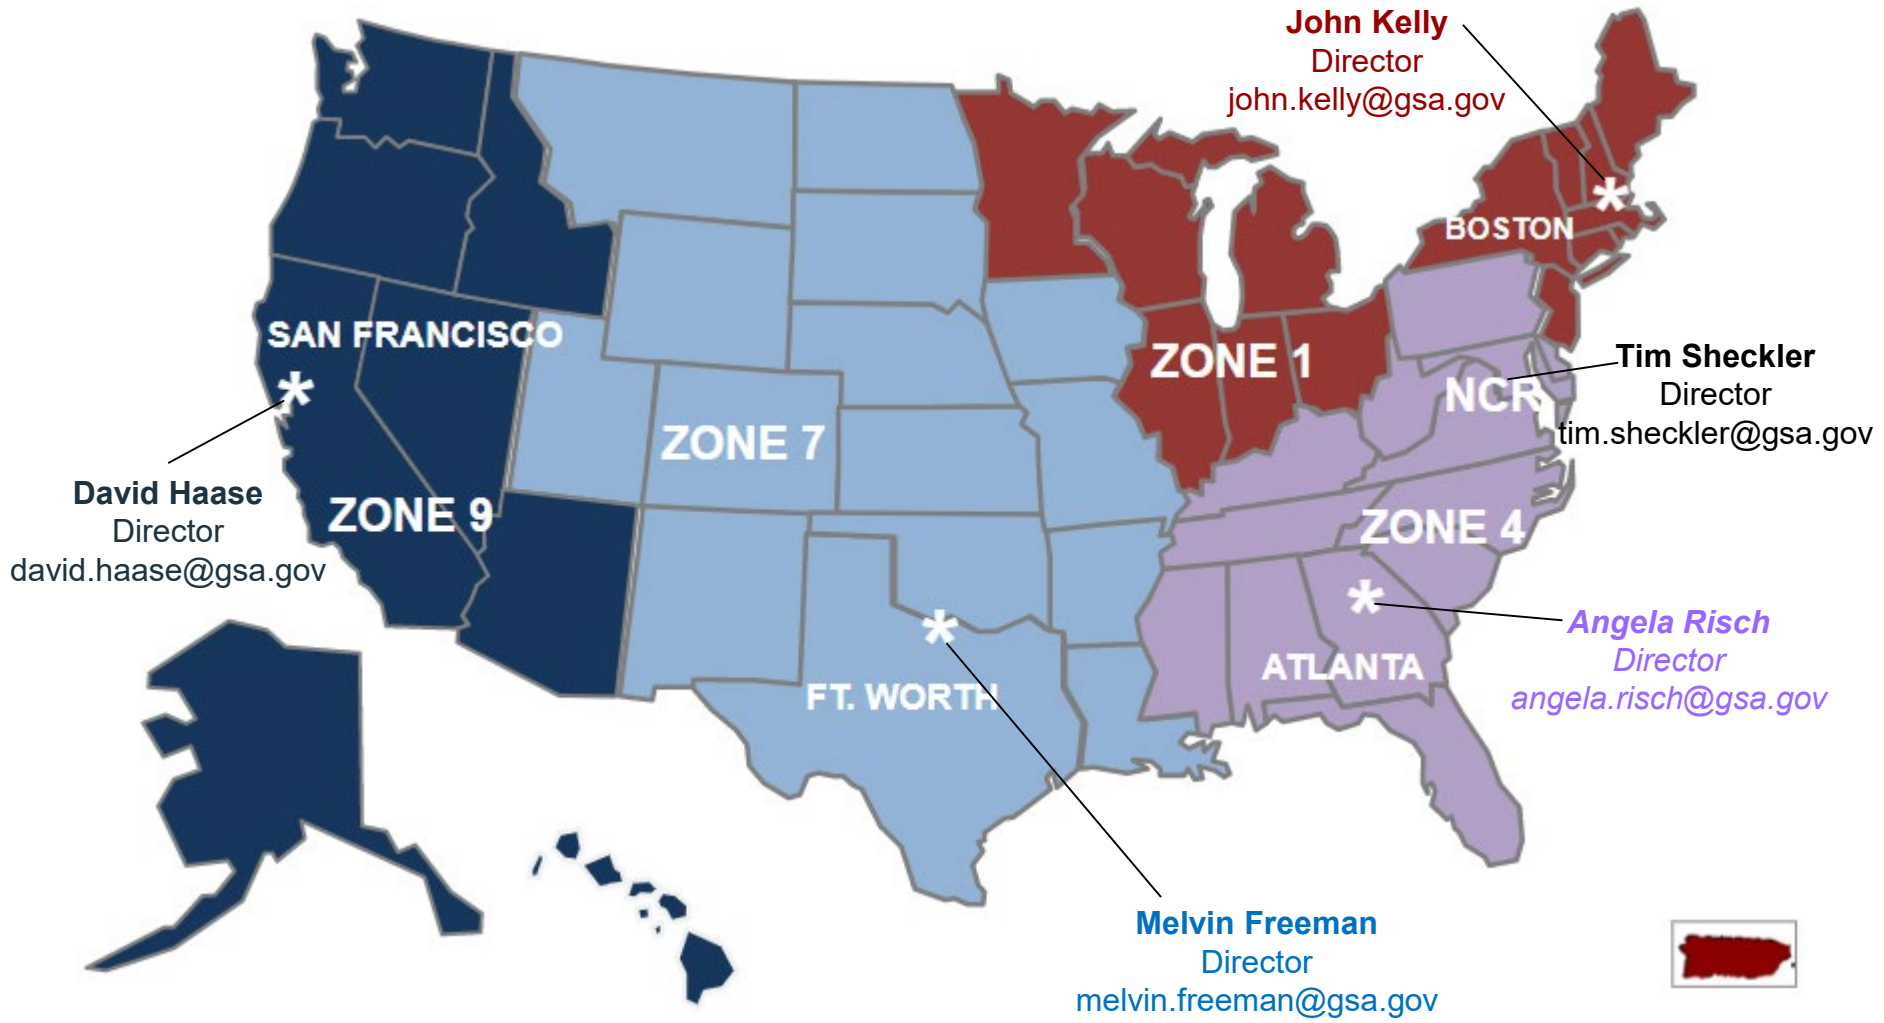 John Kelly
Director
john.kelly@gsa.gov
BOSTON
SAN FRANCISCO
ZONE 1
Tim Sheckler
Director
tim.sheckler@gsa.gov
NCR
ZONE 7
David Haase
Director
david.haase@gsa.gov
ZONE 9
ZONE 4
Angela Risch
Director
angela.risch@gsa.gov
ATLANTA
FT. WORTH
Melvin Freeman
Director
melvin.freeman@gsa.gov